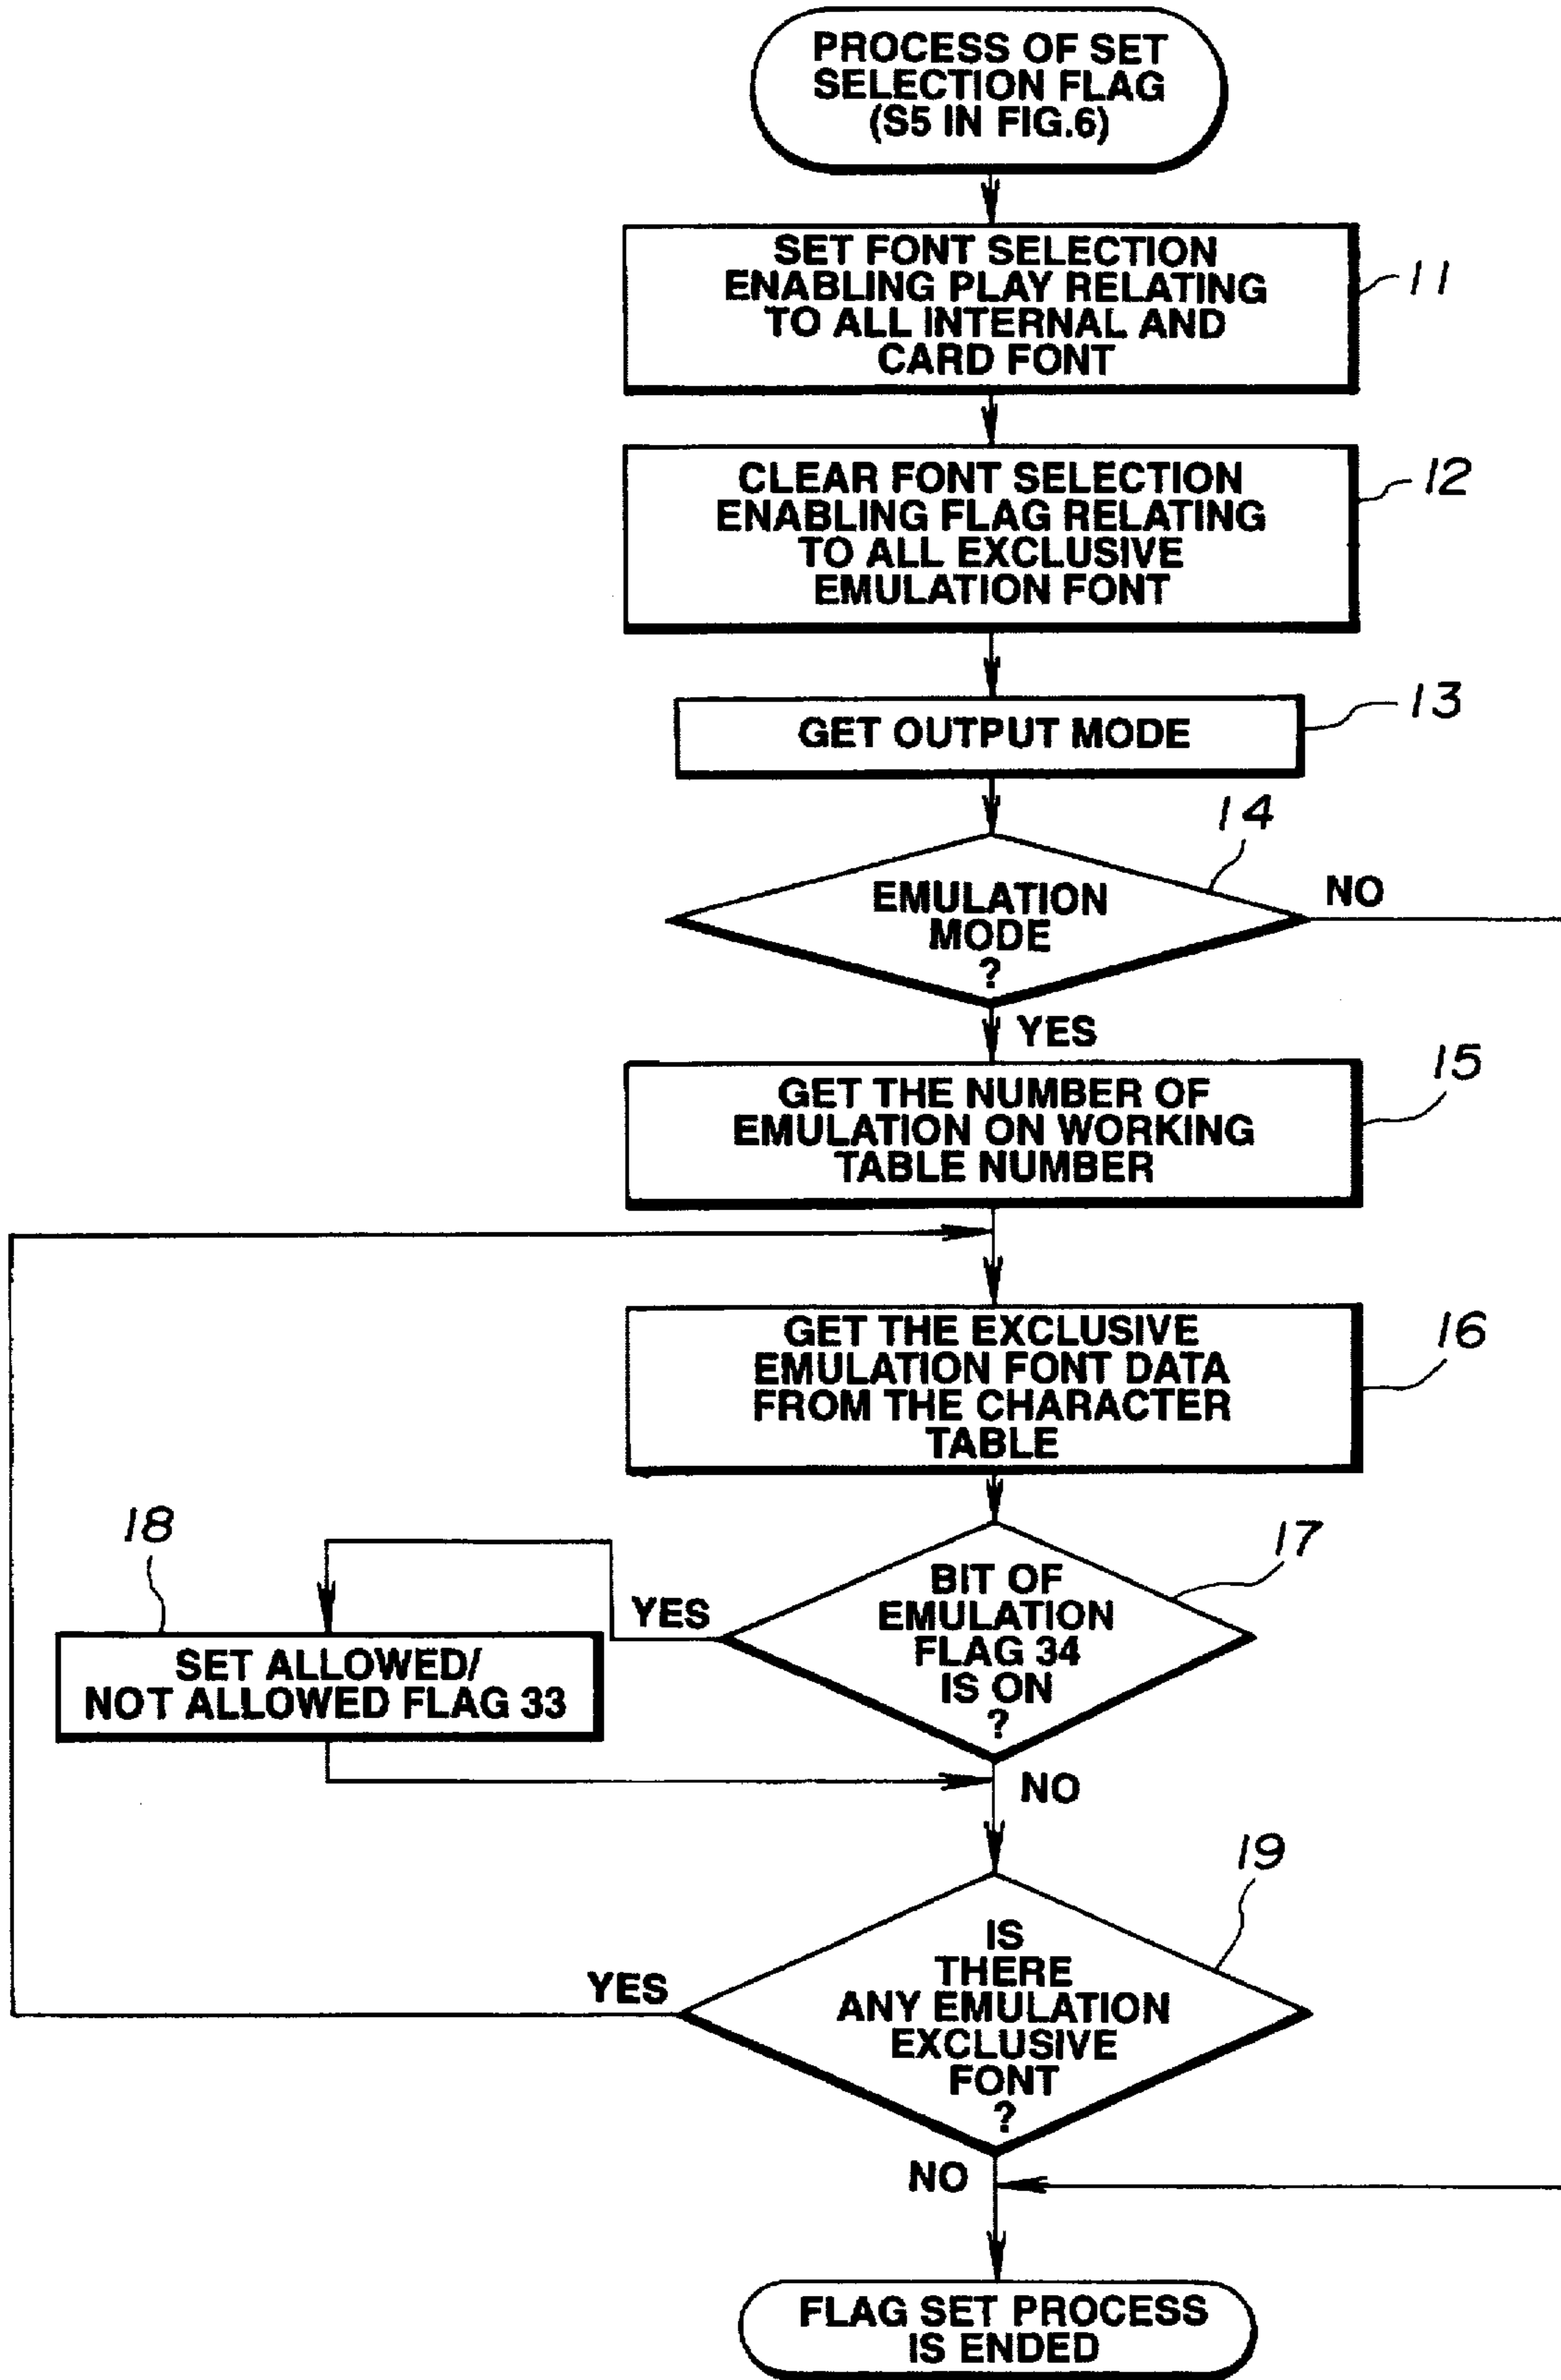 PROCESS OF SET
SELECTION FLAG
(S5 IN FIG.6)
SET FONT SELECTION
ENABLING PLAY RELATING
TO ALL INTERNAL AND
CARD FONT
11
CLEAR FONT SELECTION
ENABLING FLAG RELATING
TO ALL EXCLUSIVE
EMULATION FONT
12
GET OUTPUT MODE
13
14
EMULATION
MODE
?
NO
YES
GET THE NUMBER OF
EMULATION ON WORKING
TABLE NUMBER
15
GET THE EXCLUSIVE
EMULATION FONT DATA
FROM THE CHARACTER
TABLE
16
17
BIT OF
EMULATION
FLAG 34
IS ON
?
YES
18
SET ALLOWED/
NOT ALLOWED FLAG 33
NO
19
IS
THERE
ANY EMULATION
EXCLUSIVE
FONT
?
YES
NO
FLAG SET PROCESS
IS ENDED